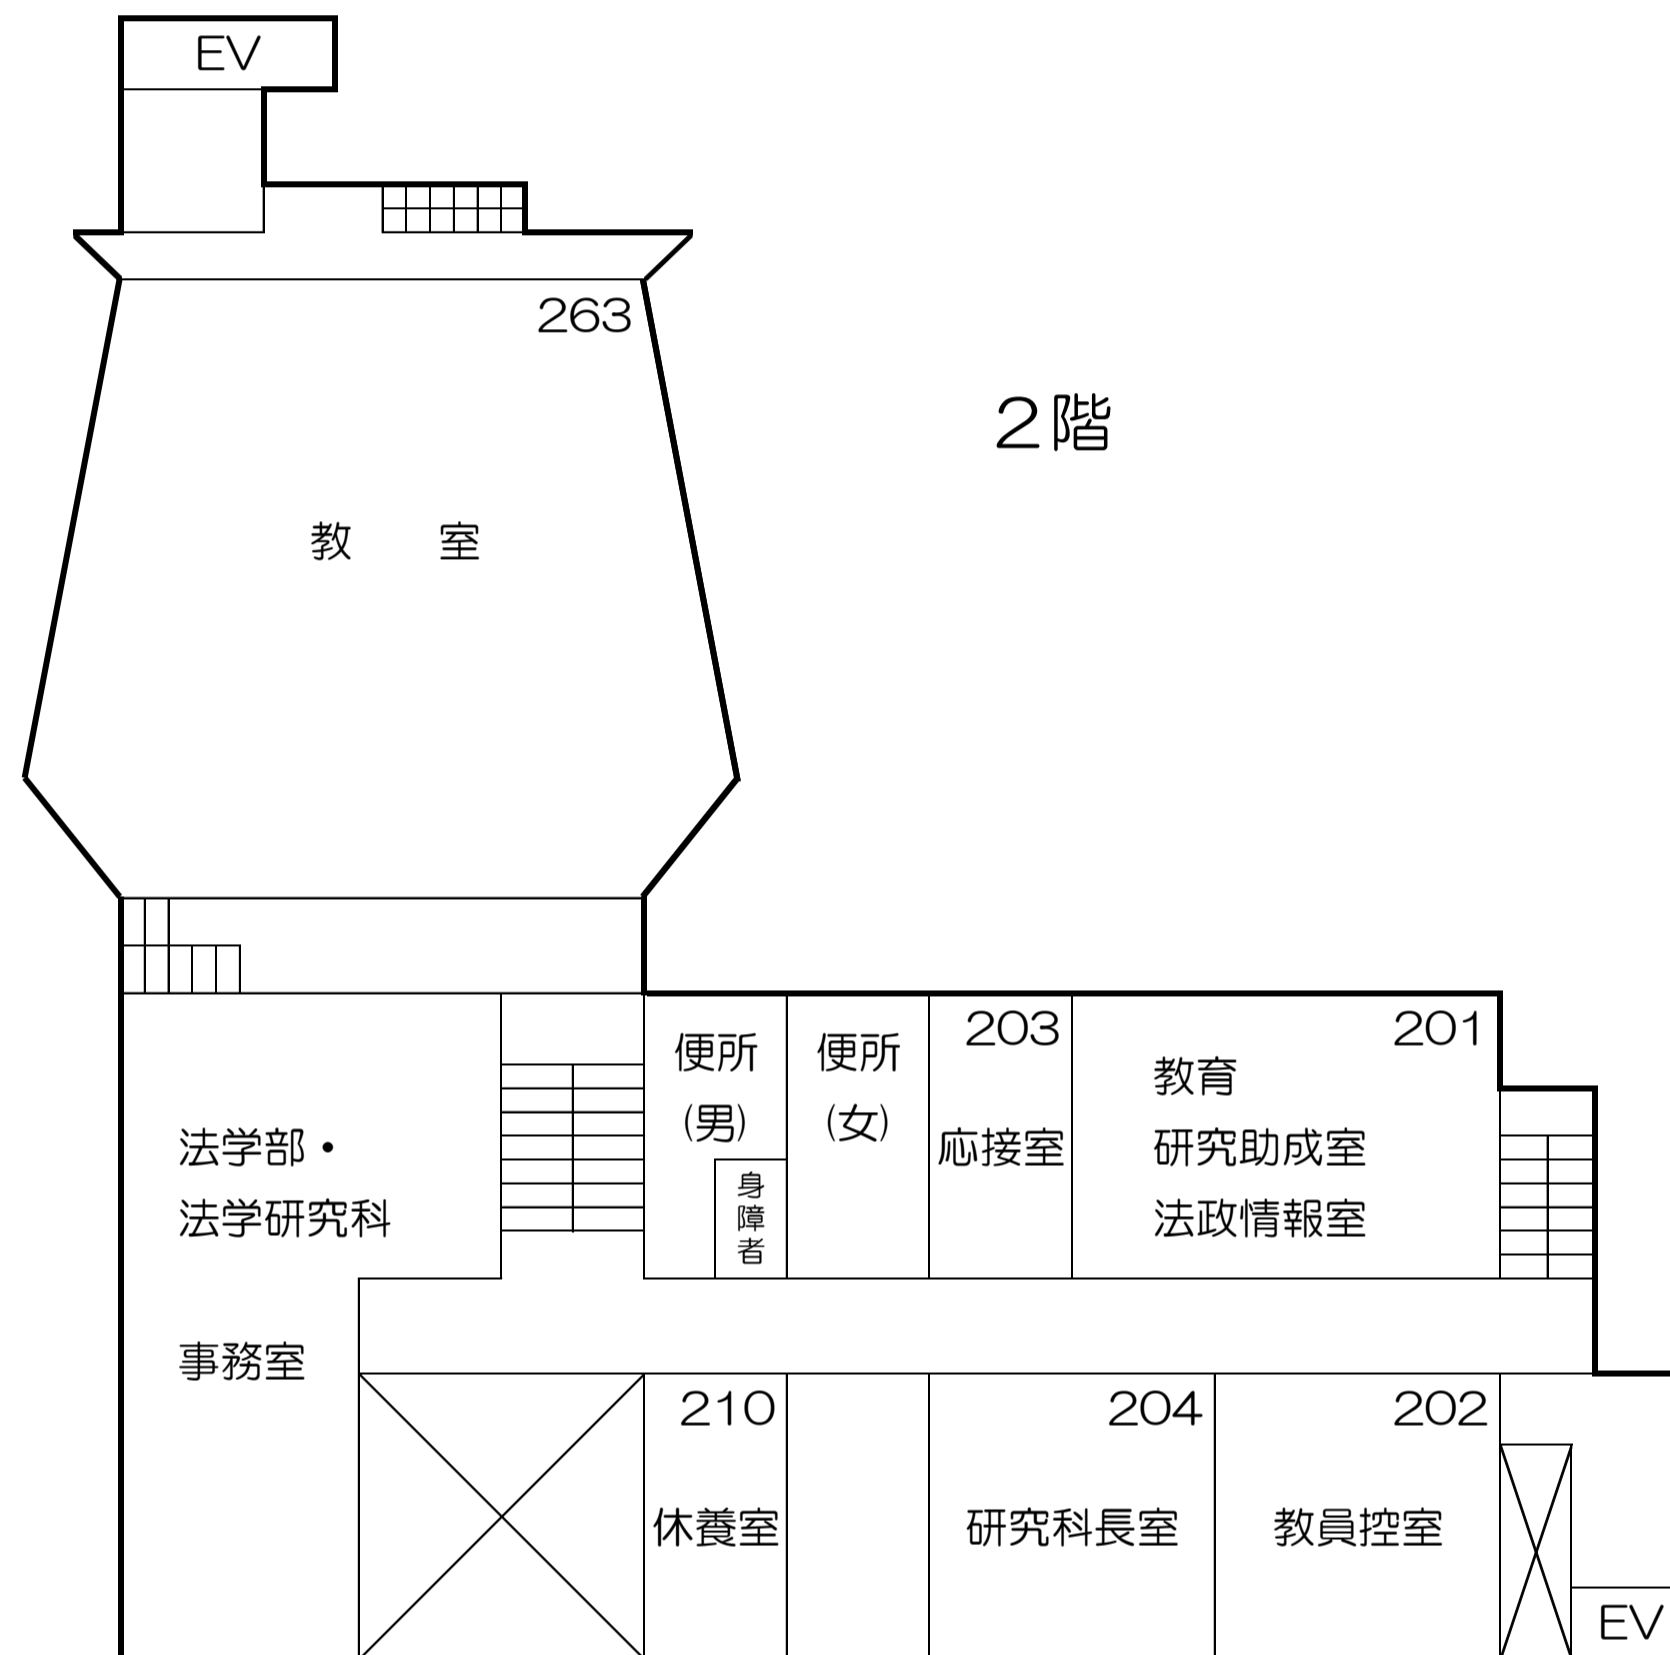 EV
263
2階
教　　室
203
201
便所
(男)
便所
(女)
身
障
者
応接室
教育
研究助成室
法政情報室
法学部・
法学研究科
事務室
210
204
202
休養室
研究科長室
教員控室
EV